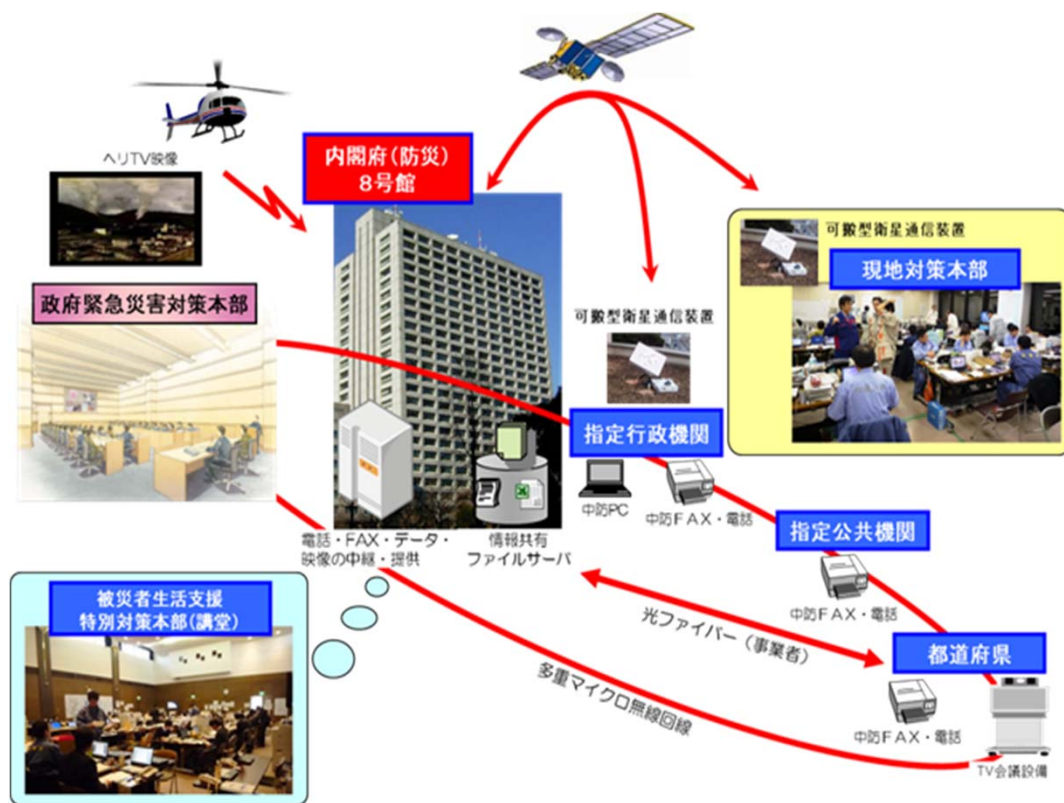 ヘリTV映像
内閣府(防災)
8号館
政府緊急災害対策本部
可搬型衛星通信装置
現地対策本部
可搬型衛星通信装置
指定行政機関
中防PC
中防FAX・電話
指定公共機関
中防FAX・電話
電話・FAX・データ・
映像の中継・提供
情報共有
ファイルサーバ
被災者生活支援
特別対策本部(講堂)
光ファイバー(事業者)
多重マイクロ無線回線
都道府県
中防FAX・電話
TV会議設備